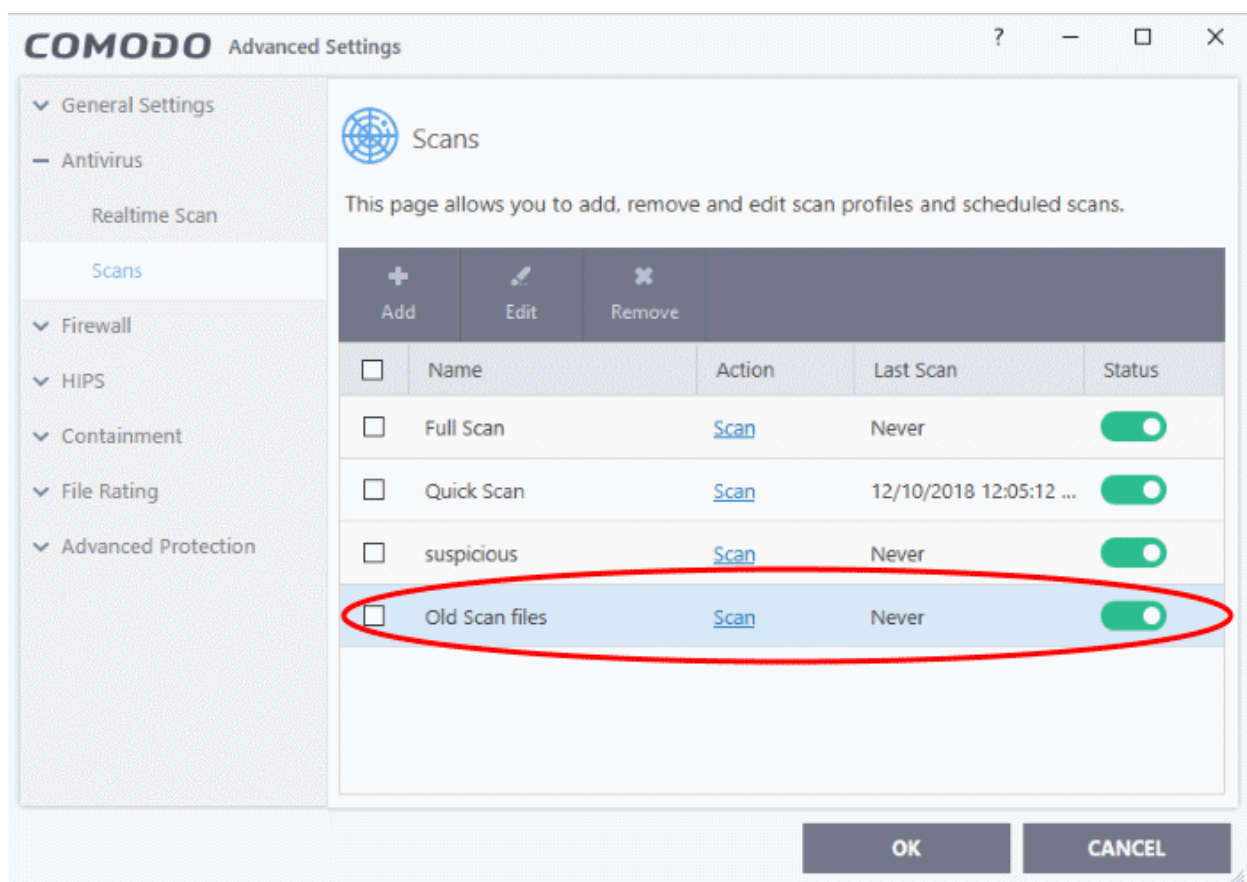 COMODO Advanced Settings ?
General Settings
Antivirus
Realtime Scan
Scans
Firewall
HIPS
Containment
File Rating
Advanced Protection
Scans
This page allows you to add, remove and edit scan profiles and scheduled scans.
Add Edit Remove
Name Action Last Scan Status
Full Scan Scan Never
Quick Scan Scan 12/10/2018 12:05:12 ...
suspicious Scan Never
Old Scan files Scan Never
OK CANCEL